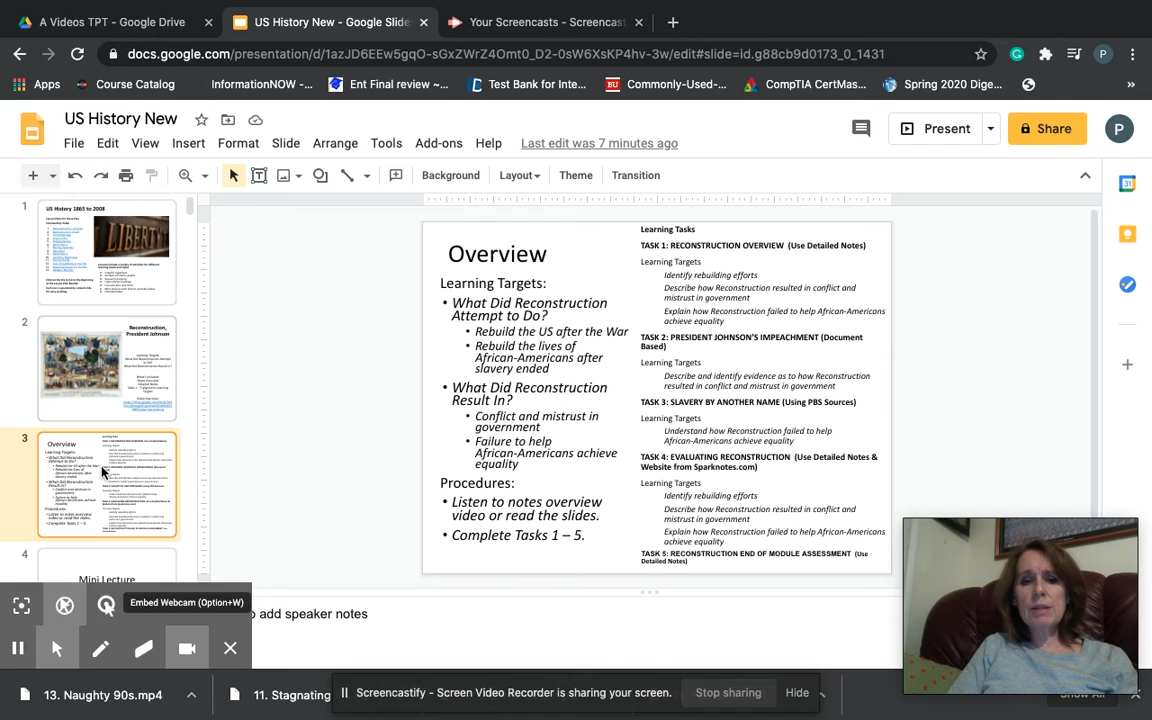 A Videos TPT - Google Drive
US History New - Google Slide
Your Screencasts - Screencast
docs.google.com/presentation/d/1azJD6EEw5gqO-sGxZWrZ4Omt0_D2-0sW6XsKP4hv-3w/edit#slide=id.g88cb9d0173_0_1431
P
Apps
Course Catalog
InformationNOW -...
Ent Final review ~...
Test Bank for Inte...
BU
Commonly-Used-...
CompTIA CertMas...
Spring 2020 Dige...
»
US History New
File Edit View Insert Format Slide Arrange Tools Add-ons Help
Last edit was 7 minutes ago
Present
Share
P
Background
Layout
Theme
Transition
31
1
US History 1865 to 2008
LIBERTY
2
Reconstruction,
President Johnson
3
Overview
4
Mini Lecture
Overview
Learning Targets:
• What Did Reconstruction
Attempt to Do?
• Rebuild the US after the War
• Rebuild the lives of
African-Americans after
slavery ended
• What Did Reconstruction
Result In?
• Conflict and mistrust in
government
• Failure to help
African-Americans achieve
equality
Procedures:
• Listen to notes overview
video or read the slides.
• Complete Tasks 1 – 5.
Learning Tasks
TASK 1: RECONSTRUCTION OVERVIEW (Use Detailed Notes)
Learning Targets
Identify rebuilding efforts
Describe how Reconstruction resulted in conflict and
mistrust in government
Explain how Reconstruction failed to help African-Americans
achieve equality
TASK 2: PRESIDENT JOHNSON'S IMPEACHMENT (Document
Based)
Learning Targets
Describe and identify evidence as to how Reconstruction
resulted in conflict and mistrust in government
TASK 3: SLAVERY BY ANOTHER NAME (Using PBS Sources)
Learning Targets
Understand how Reconstruction failed to help
African-Americans achieve equality
TASK 4: EVALUATING RECONSTRUCTION (Use Detailed Notes &
Website from Sparknotes.com)
Learning Targets
Identify rebuilding efforts
Describe how Reconstruction resulted in conflict and
mistrust in government
Explain how Reconstruction failed to help African-Americans
achieve equality
TASK 5: RECONSTRUCTION END OF MODULE ASSESSMENT (Use
Detailed Notes)
Embed Webcam (Option+W)
o add speaker notes
13. Naughty 90s.mp4
11. Stagnating
Screencastify - Screen Video Recorder is sharing your screen.
Stop sharing
Hide
Show All